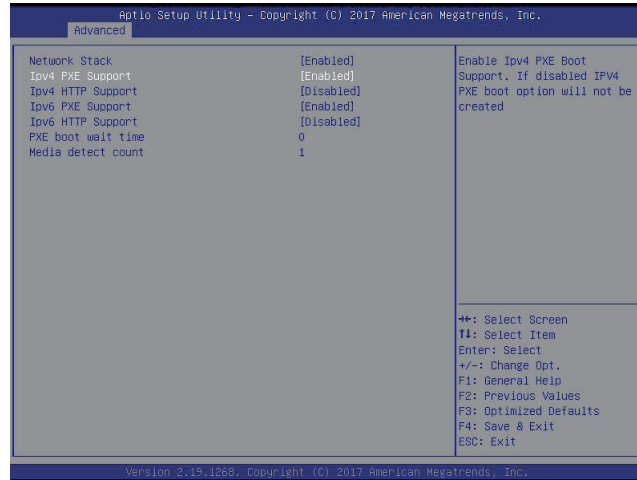 Aptio Setup Utility – Copyright (C) 2017 American Megatrends, Inc.
Advanced
Network Stack [Enabled]
Ipv4 PXE Support [Enabled]
Ipv4 HTTP Support [Disabled]
Ipv6 PXE Support [Enabled]
Ipv6 HTTP Support [Disabled]
PXE boot wait time 0
Media detect count 1
Enable Ipv4 PXE Boot
Support. If disabled IPV4
PXE boot option will not be
created
→←: Select Screen
↑↓: Select Item
Enter: Select
+/-: Change Opt.
F1: General Help
F2: Previous Values
F3: Optimized Defaults
F4: Save & Exit
ESC: Exit
Version 2.19.1268. Copyright (C) 2017 American Megatrends, Inc.